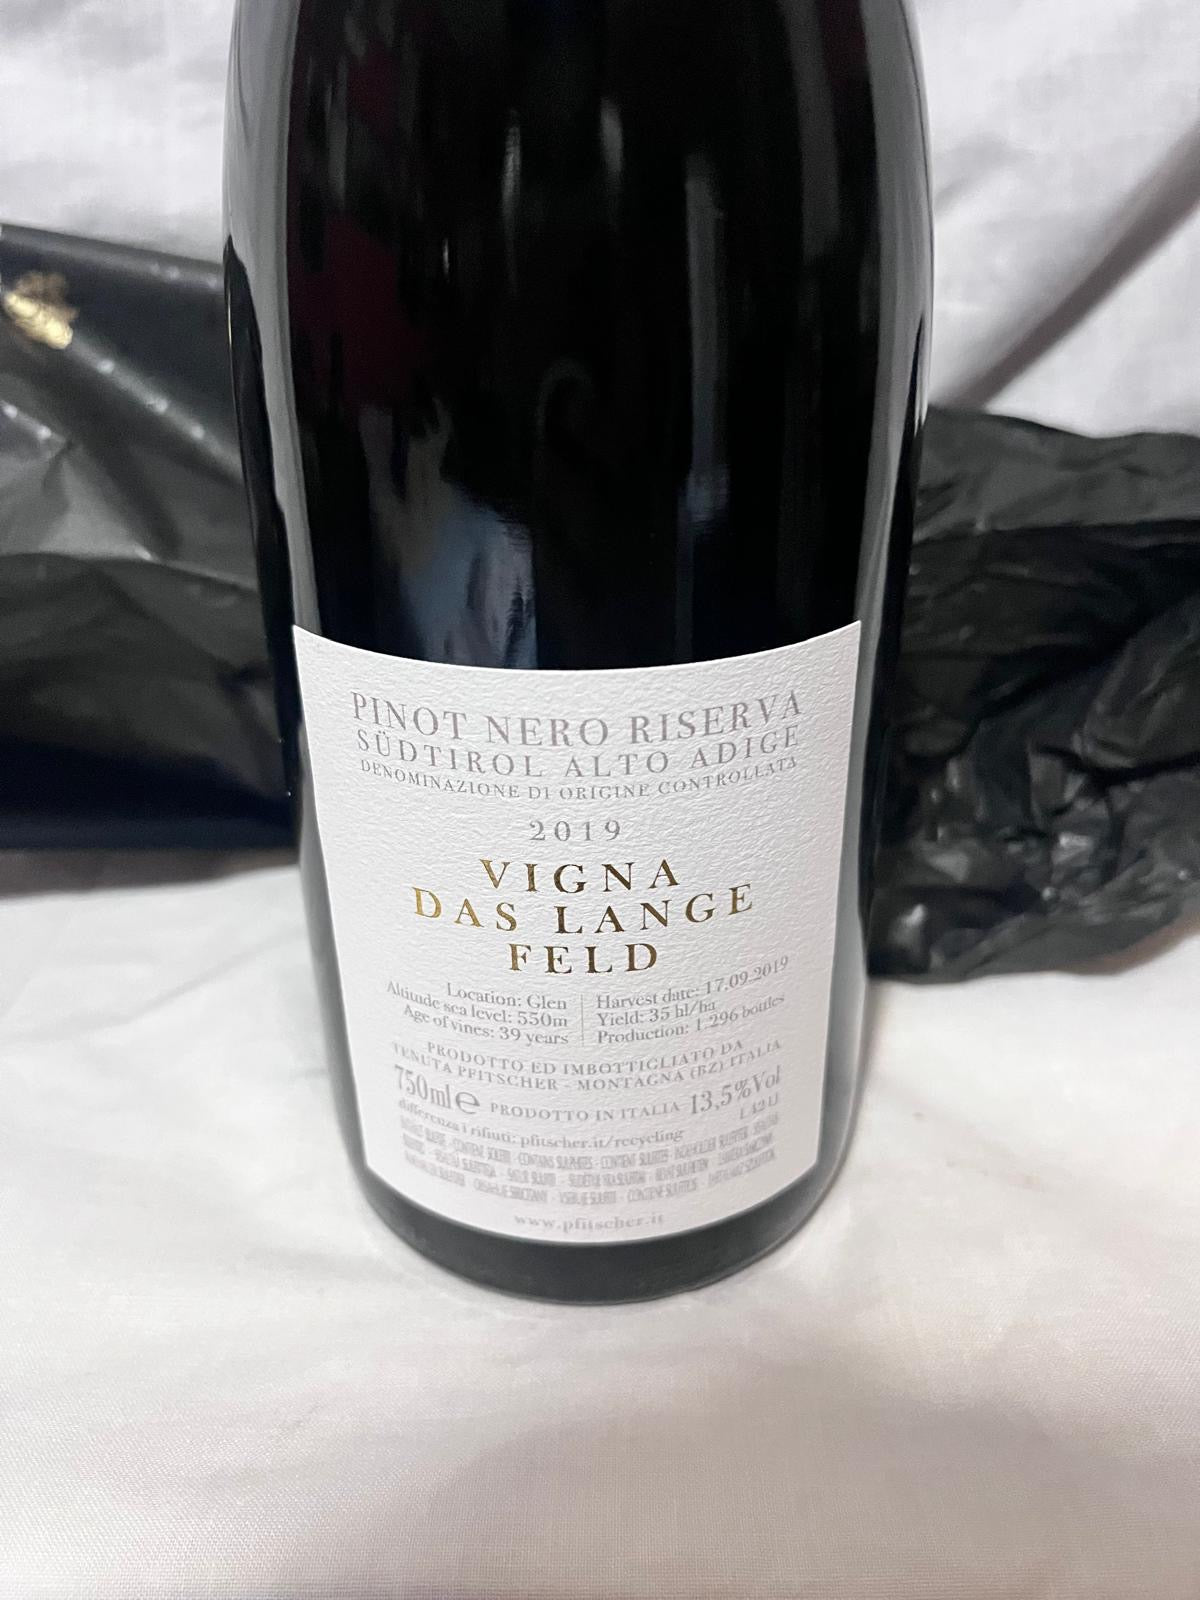 PINOT NERO RISERVA
SÜDTIROL ALTO ADIGE
DENOMINAZIONE DI ORIGINE CONTROLLATA
2019
VIGNA
DAS LANGE
FELD
Location: Glen
Altitude sea level: 550m
Age of vines: 39 years
Harvest date: 17.09.2019
Yield: 35 hl/ha
Production: 1.296 bottles
PRODOTTO ED IMBOTTIGLIATO DA
TENUTA PFITSCHER - MONTAGNA (BZ) ITALIA
750ml e PRODOTTO IN ITALIA 13,5%Vol
differenza i rifiuti: pfitscher.it/recycling
CONTAINS SULPHITES
www.pfitscher.it